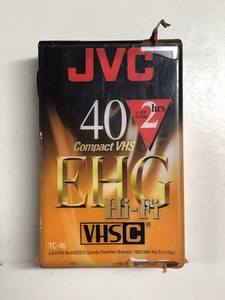 JVC
40
2 hrs
Compact VHS
EHG
Hi-Fi
VHS C ®
TC-40